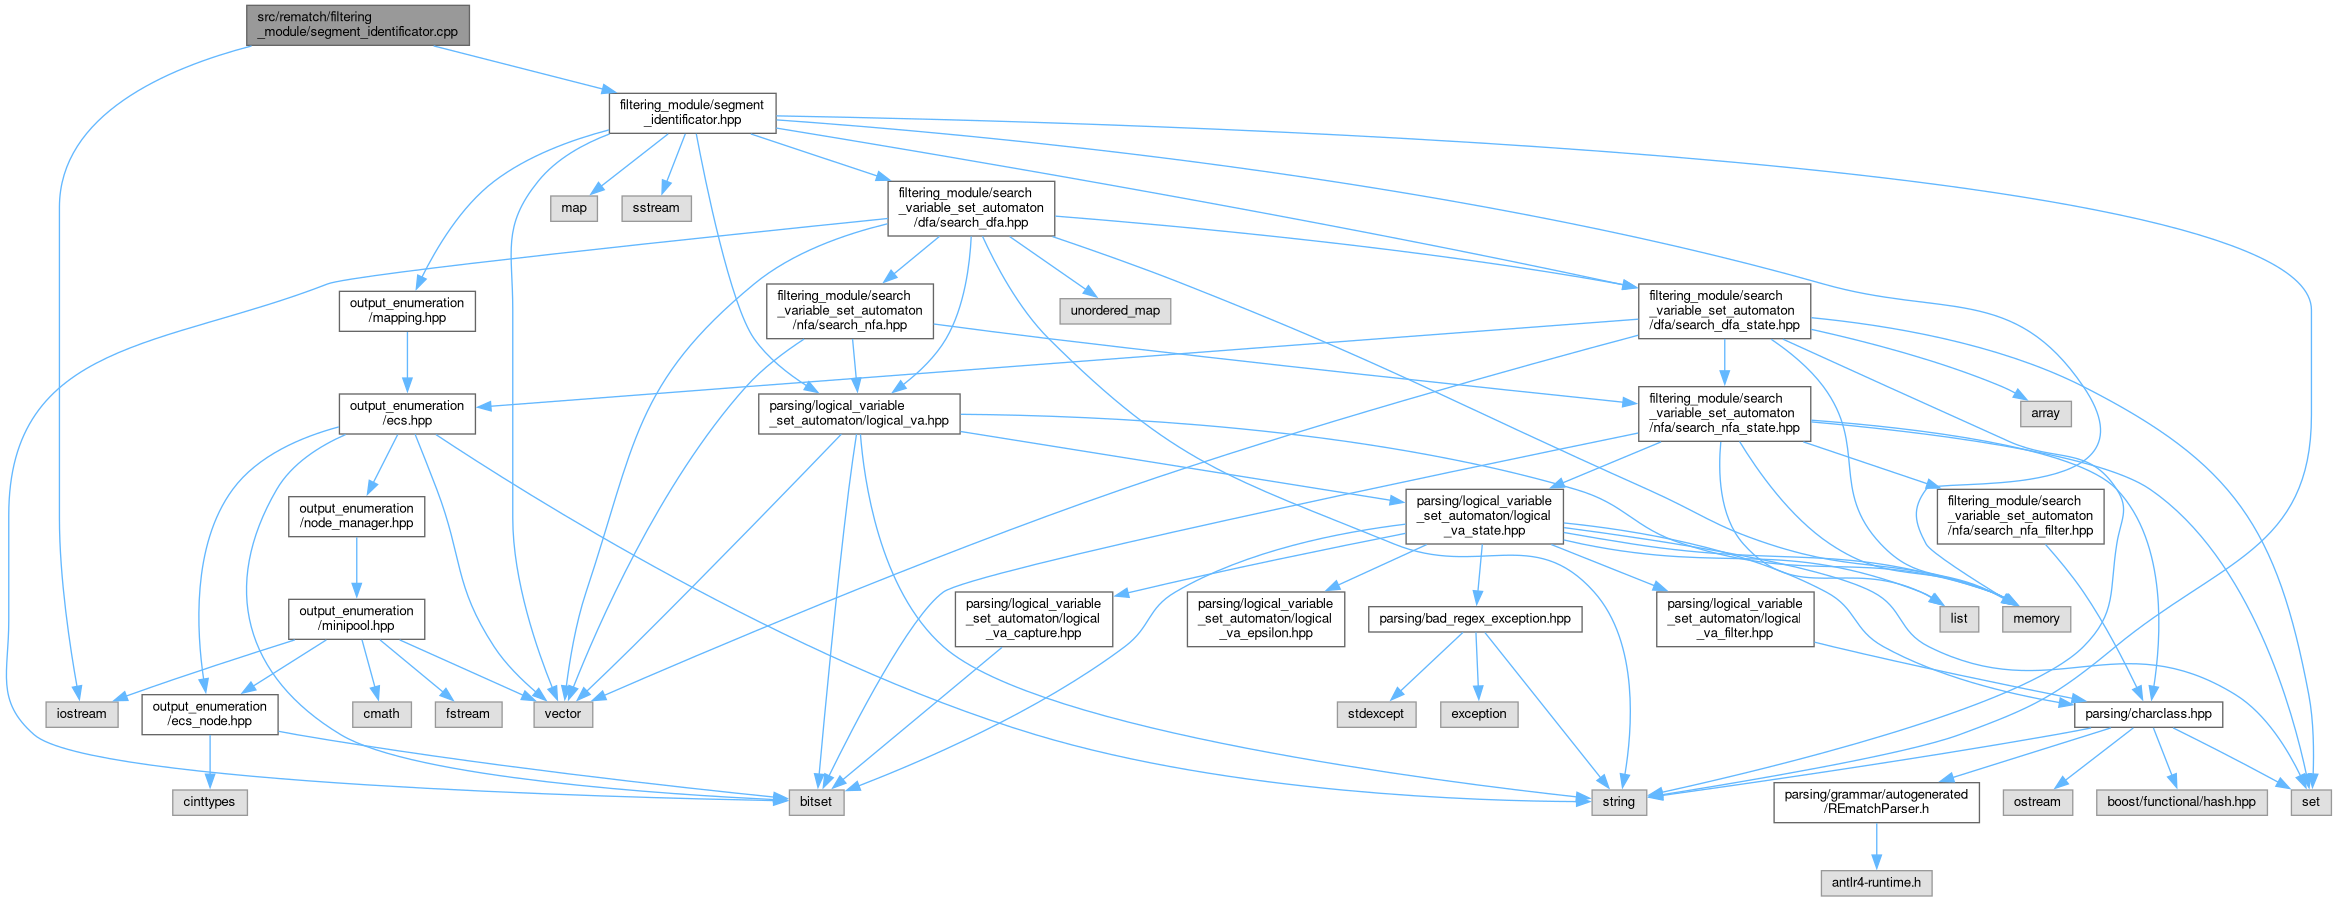 src/rematch/filtering
_module/segment_identificator.cpp
filtering_module/segment
_identificator.hpp
map
sstream
filtering_module/search
_variable_set_automaton
/dfa/search_dfa.hpp
output_enumeration
/mapping.hpp
filtering_module/search
_variable_set_automaton
/nfa/search_nfa.hpp
unordered_map
filtering_module/search
_variable_set_automaton
/dfa/search_dfa_state.hpp
output_enumeration
/ecs.hpp
parsing/logical_variable
_set_automaton/logical_va.hpp
filtering_module/search
_variable_set_automaton
/nfa/search_nfa_state.hpp
array
output_enumeration
/node_manager.hpp
parsing/logical_variable
_set_automaton/logical
_va_state.hpp
filtering_module/search
_variable_set_automaton
/nfa/search_nfa_filter.hpp
output_enumeration
/minipool.hpp
parsing/logical_variable
_set_automaton/logical
_va_capture.hpp
parsing/logical_variable
_set_automaton/logical
_va_epsilon.hpp
parsing/bad_regex_exception.hpp
parsing/logical_variable
_set_automaton/logical
_va_filter.hpp
list
memory
iostream
output_enumeration
/ecs_node.hpp
cmath
fstream
vector
stdexcept
exception
parsing/charclass.hpp
cinttypes
bitset
string
parsing/grammar/autogenerated
/REmatchParser.h
ostream
boost/functional/hash.hpp
set
antlr4-runtime.h